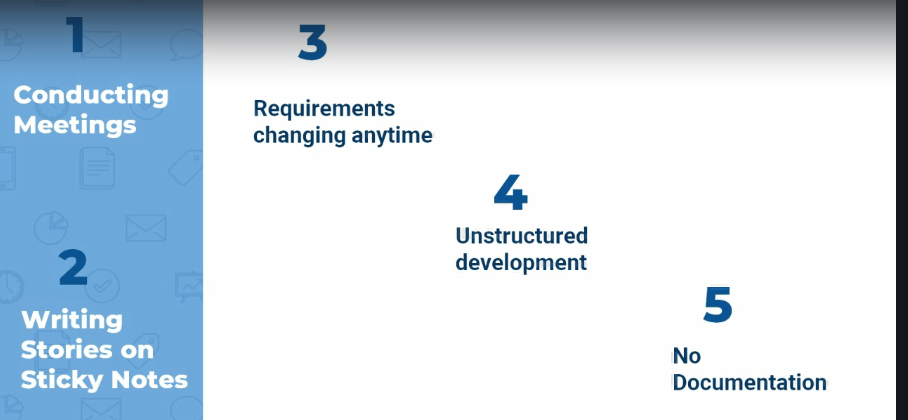 1
Conducting
Meetings
2
Writing
Stories on
Sticky Notes
3
Requirements
changing anytime
4
Unstructured
development
5
No
Documentation